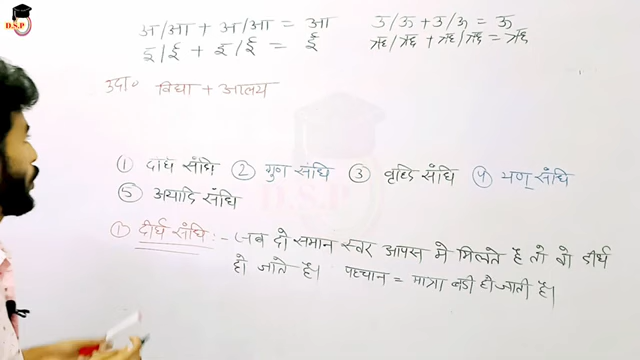 D.S.P
अ/आ + अ/आ = आ उ/ऊ + उ/ऊ = ऊ
इ/ई + इ/ई = ई ऋ/ऋ + ऋ/ऋ = ऋ
उदा० विद्या + आलय
① दीर्घ संधि ② गुण संधि ③ वृद्धि संधि ④ यण् संधि
⑤ अयादि संधि
D.S.P
① दीर्घ संधि :- जब दो समान स्वर आपस मे मिलते है तो वो दीर्घ
हो जाते है। पहचान = मात्रा बडी हो जाती है।